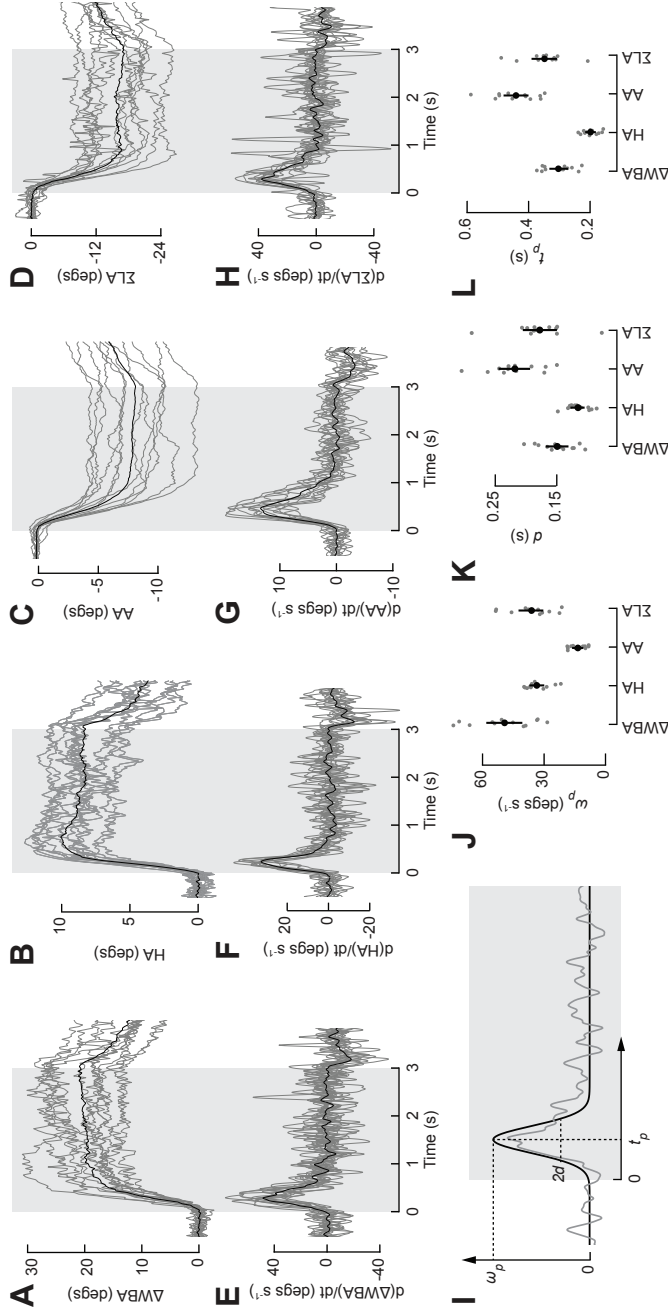 A
ΔWBA (degs)
30
20
10
0
B
HA (degs)
10
5
0
C
AA (degs)
0
-5
-10
D
ΣLA (degs)
0
-12
-24
E
d(ΔWBA)/dt (degs s⁻¹)
40
0
-40
0
1
2
3
Time (s)
F
d(HA)/dt (degs s⁻¹)
20
0
-20
0
1
2
3
Time (s)
G
d(AA)/dt (degs s⁻¹)
10
0
-10
0
1
2
3
Time (s)
H
d(ΣLA)/dt (degs s⁻¹)
40
0
-40
0
1
2
3
Time (s)
I
ωp
0
2d
0
tp
J
ωp (degs s⁻¹)
60
30
0
ΔWBA
HA
AA
ΣLA
K
d (s)
0.25
0.15
ΔWBA
HA
AA
ΣLA
L
tp (s)
0.6
0.4
0.2
ΔWBA
HA
AA
ΣLA